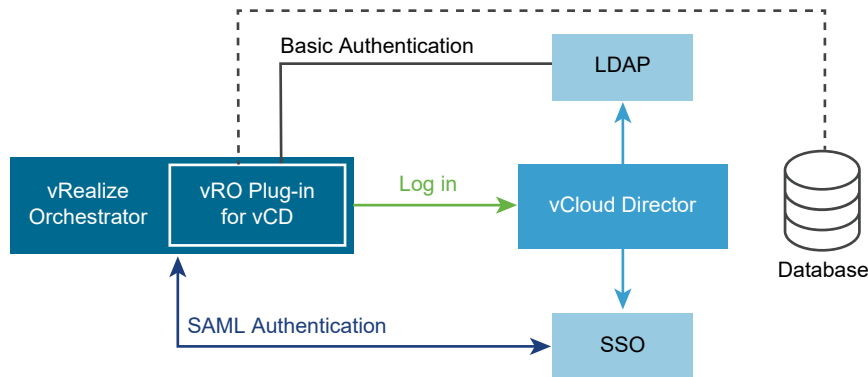 Basic Authentication
LDAP
vRealize
Orchestrator
vRO Plug-in
for vCD
Log in
vCloud Director
Database
SAML Authentication
SSO